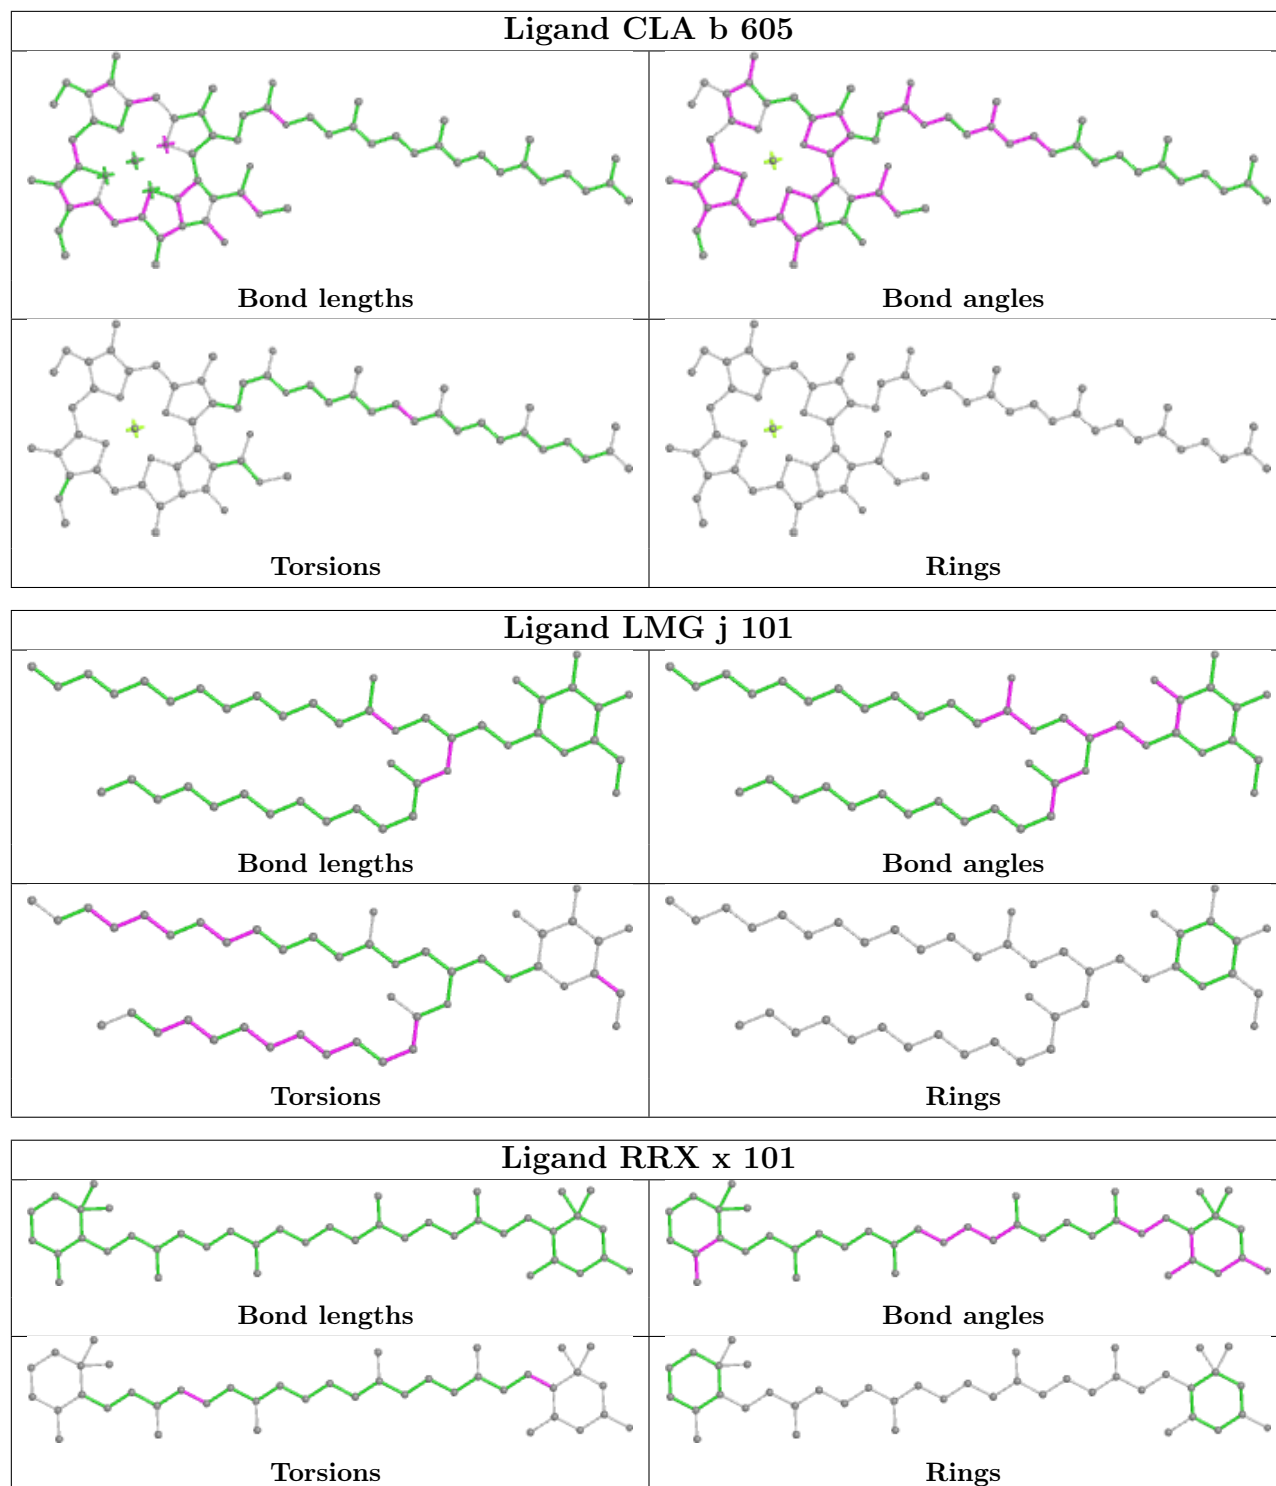 Ligand CLA b 605
Bond lengths
Bond angles
Torsions
Rings
Ligand LMG j 101
Bond lengths
Bond angles
Torsions
Rings
Ligand RRX x 101
Bond lengths
Bond angles
Torsions
Rings